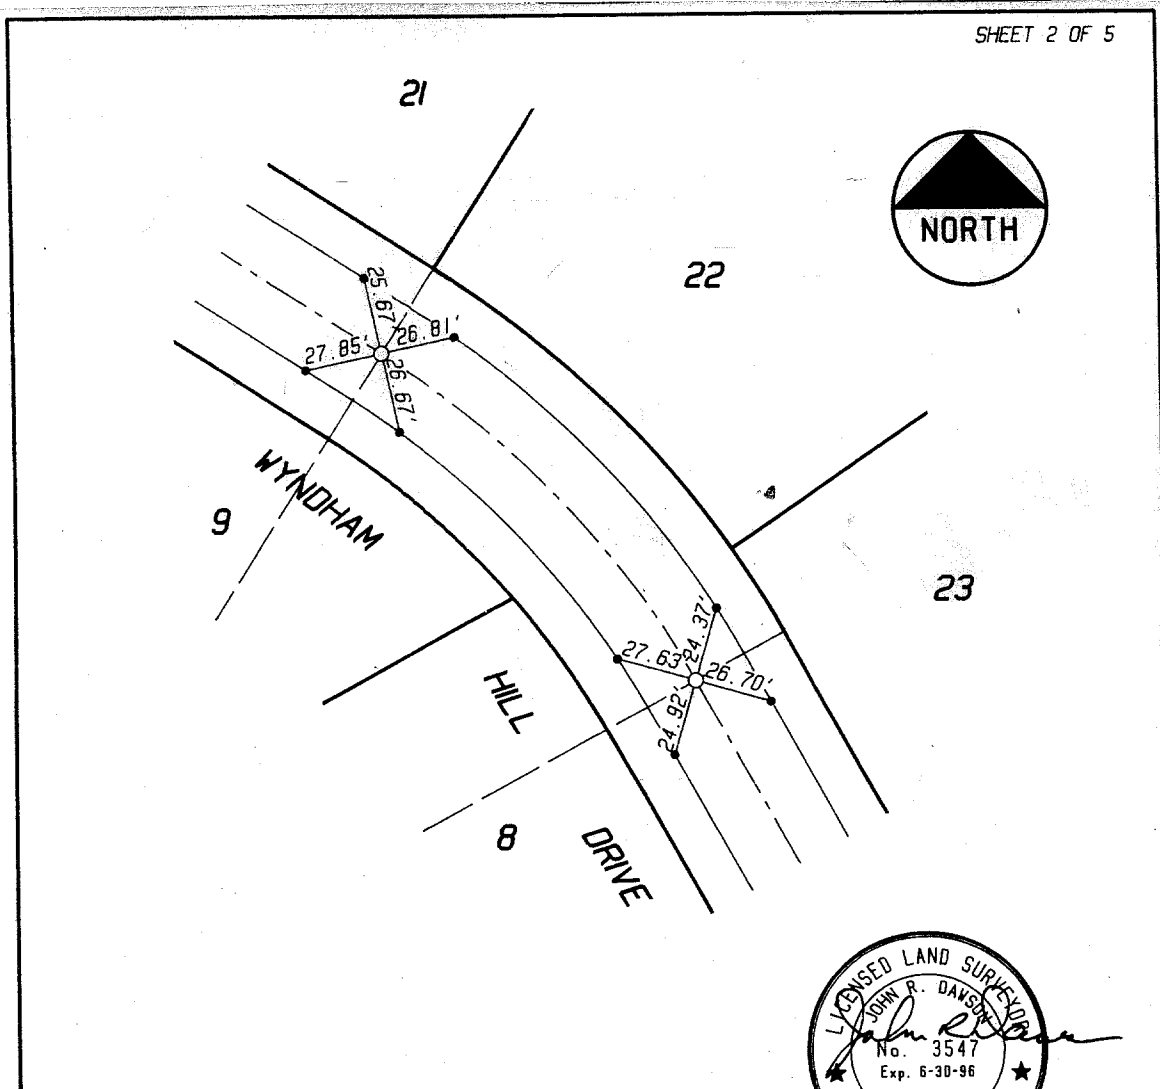 SHEET 2 OF 5
21
NORTH
22
25.67'
26.81'
27.85'
26.67'
WYNDHAM
9
23
24.37'
27.63'
26.70'
24.92'
HILL
8
DRIVE
LICENSED LAND SURVEYOR
JOHN R. DAWSON
John R Dawson
No. 3547
Exp. 6-30-96